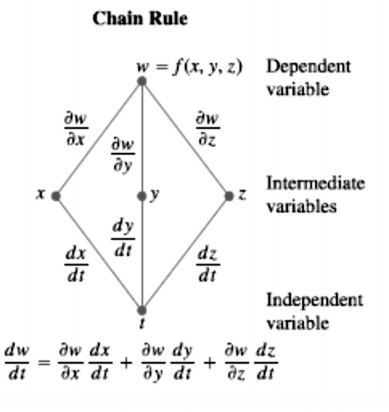 Chain Rule
w = f(x, y, z) Dependent variable
∂w/∂x ∂w/∂y ∂w/∂z
x y z Intermediate variables
dx/dt dy/dt dz/dt
t Independent variable
dw/dt = ∂w/∂x dx/dt + ∂w/∂y dy/dt + ∂w/∂z dz/dt